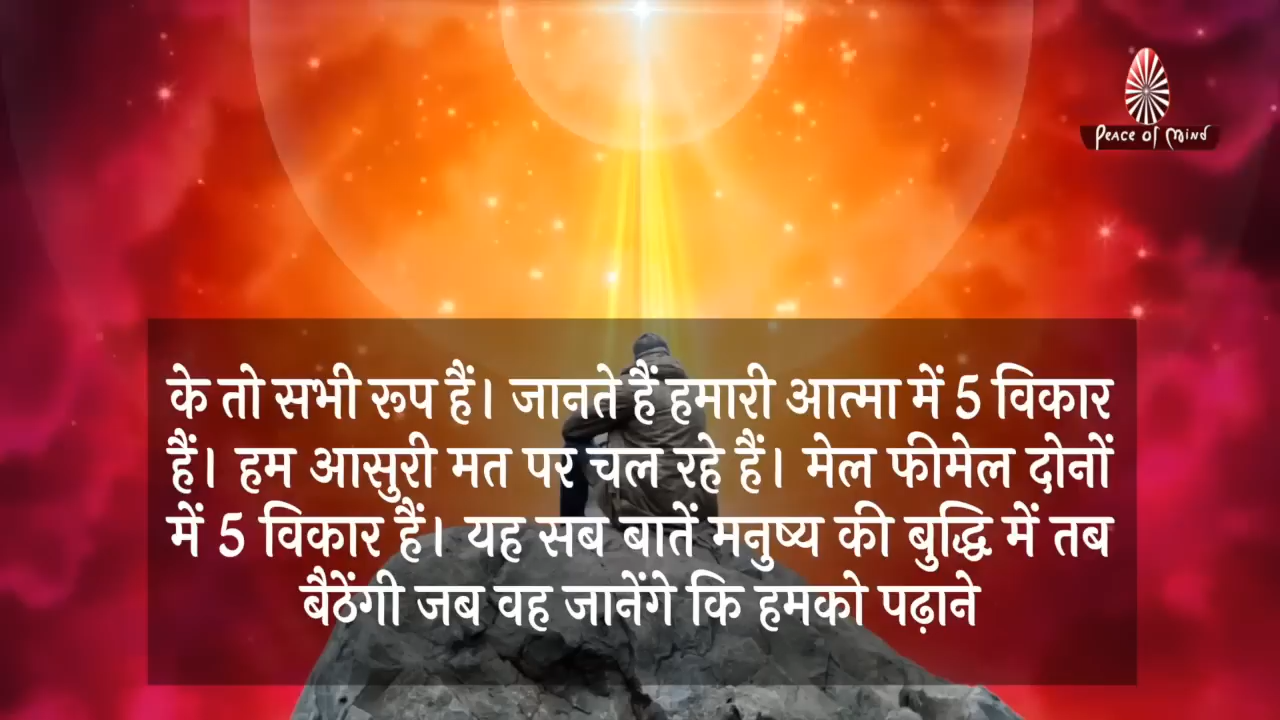 Peace of Mind
के तो सभी रूप हैं। जानते हैं हमारी आत्मा में 5 विकार
हैं। हम आसुरी मत पर चल रहे हैं। मेल फीमेल दोनों
में 5 विकार हैं। यह सब बातें मनुष्य की बुद्धि में तब
बैठेंगी जब वह जानेंगे कि हमको पढ़ाने